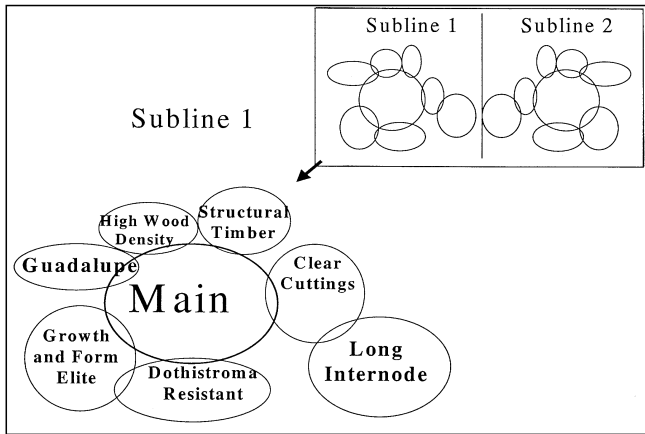 Subline 1
Subline 2
Subline 1
Structural
Timber
High Wood
Density
Guadalupe
Main
Clear
Cuttings
Growth
and Form
Elite
Long
Internode
Dothistroma
Resistant